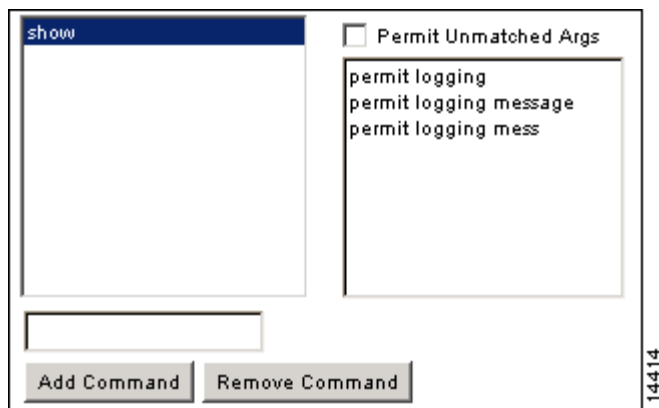 show
Permit Unmatched Args
permit logging
permit logging message
permit logging mess
Add Command
Remove Command
14414